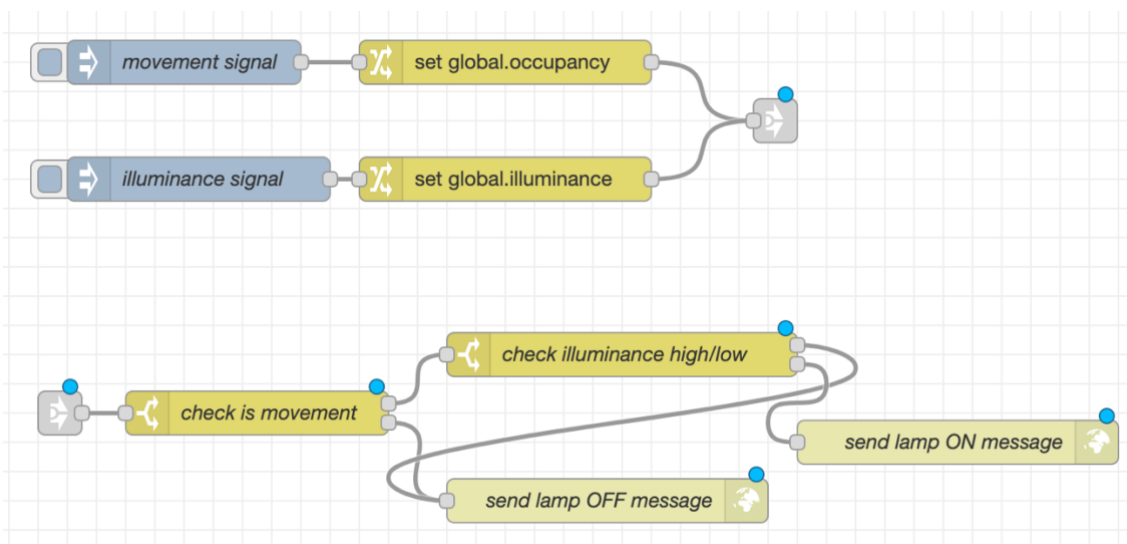 movement signal
set global.occupancy
illuminance signal
set global.illuminance
check illuminance high/low
check is movement
send lamp ON message
send lamp OFF message